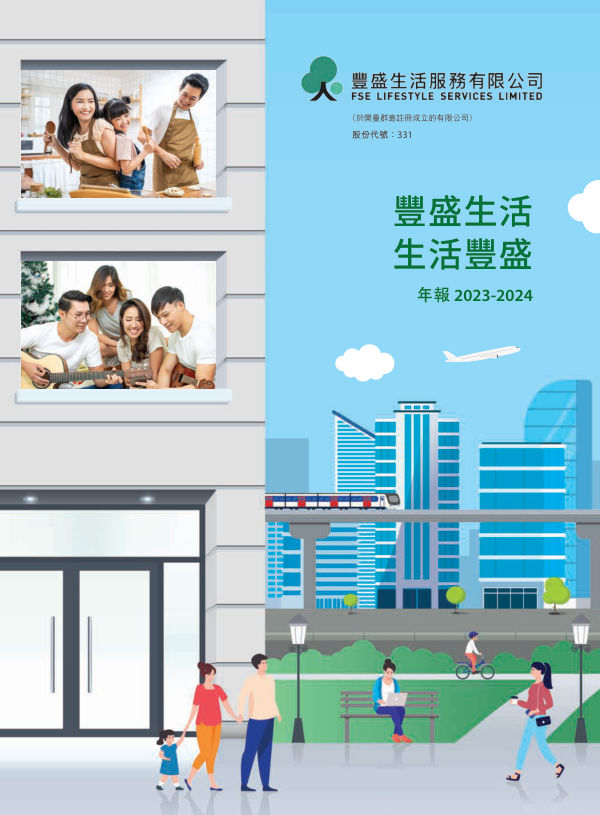 豐盛生活服務有限公司
FSE LIFESTYLE SERVICES LIMITED
(於開曼群島註冊成立的有限公司)
股份代號：331
豐盛生活
生活豐盛
年報 2023-2024